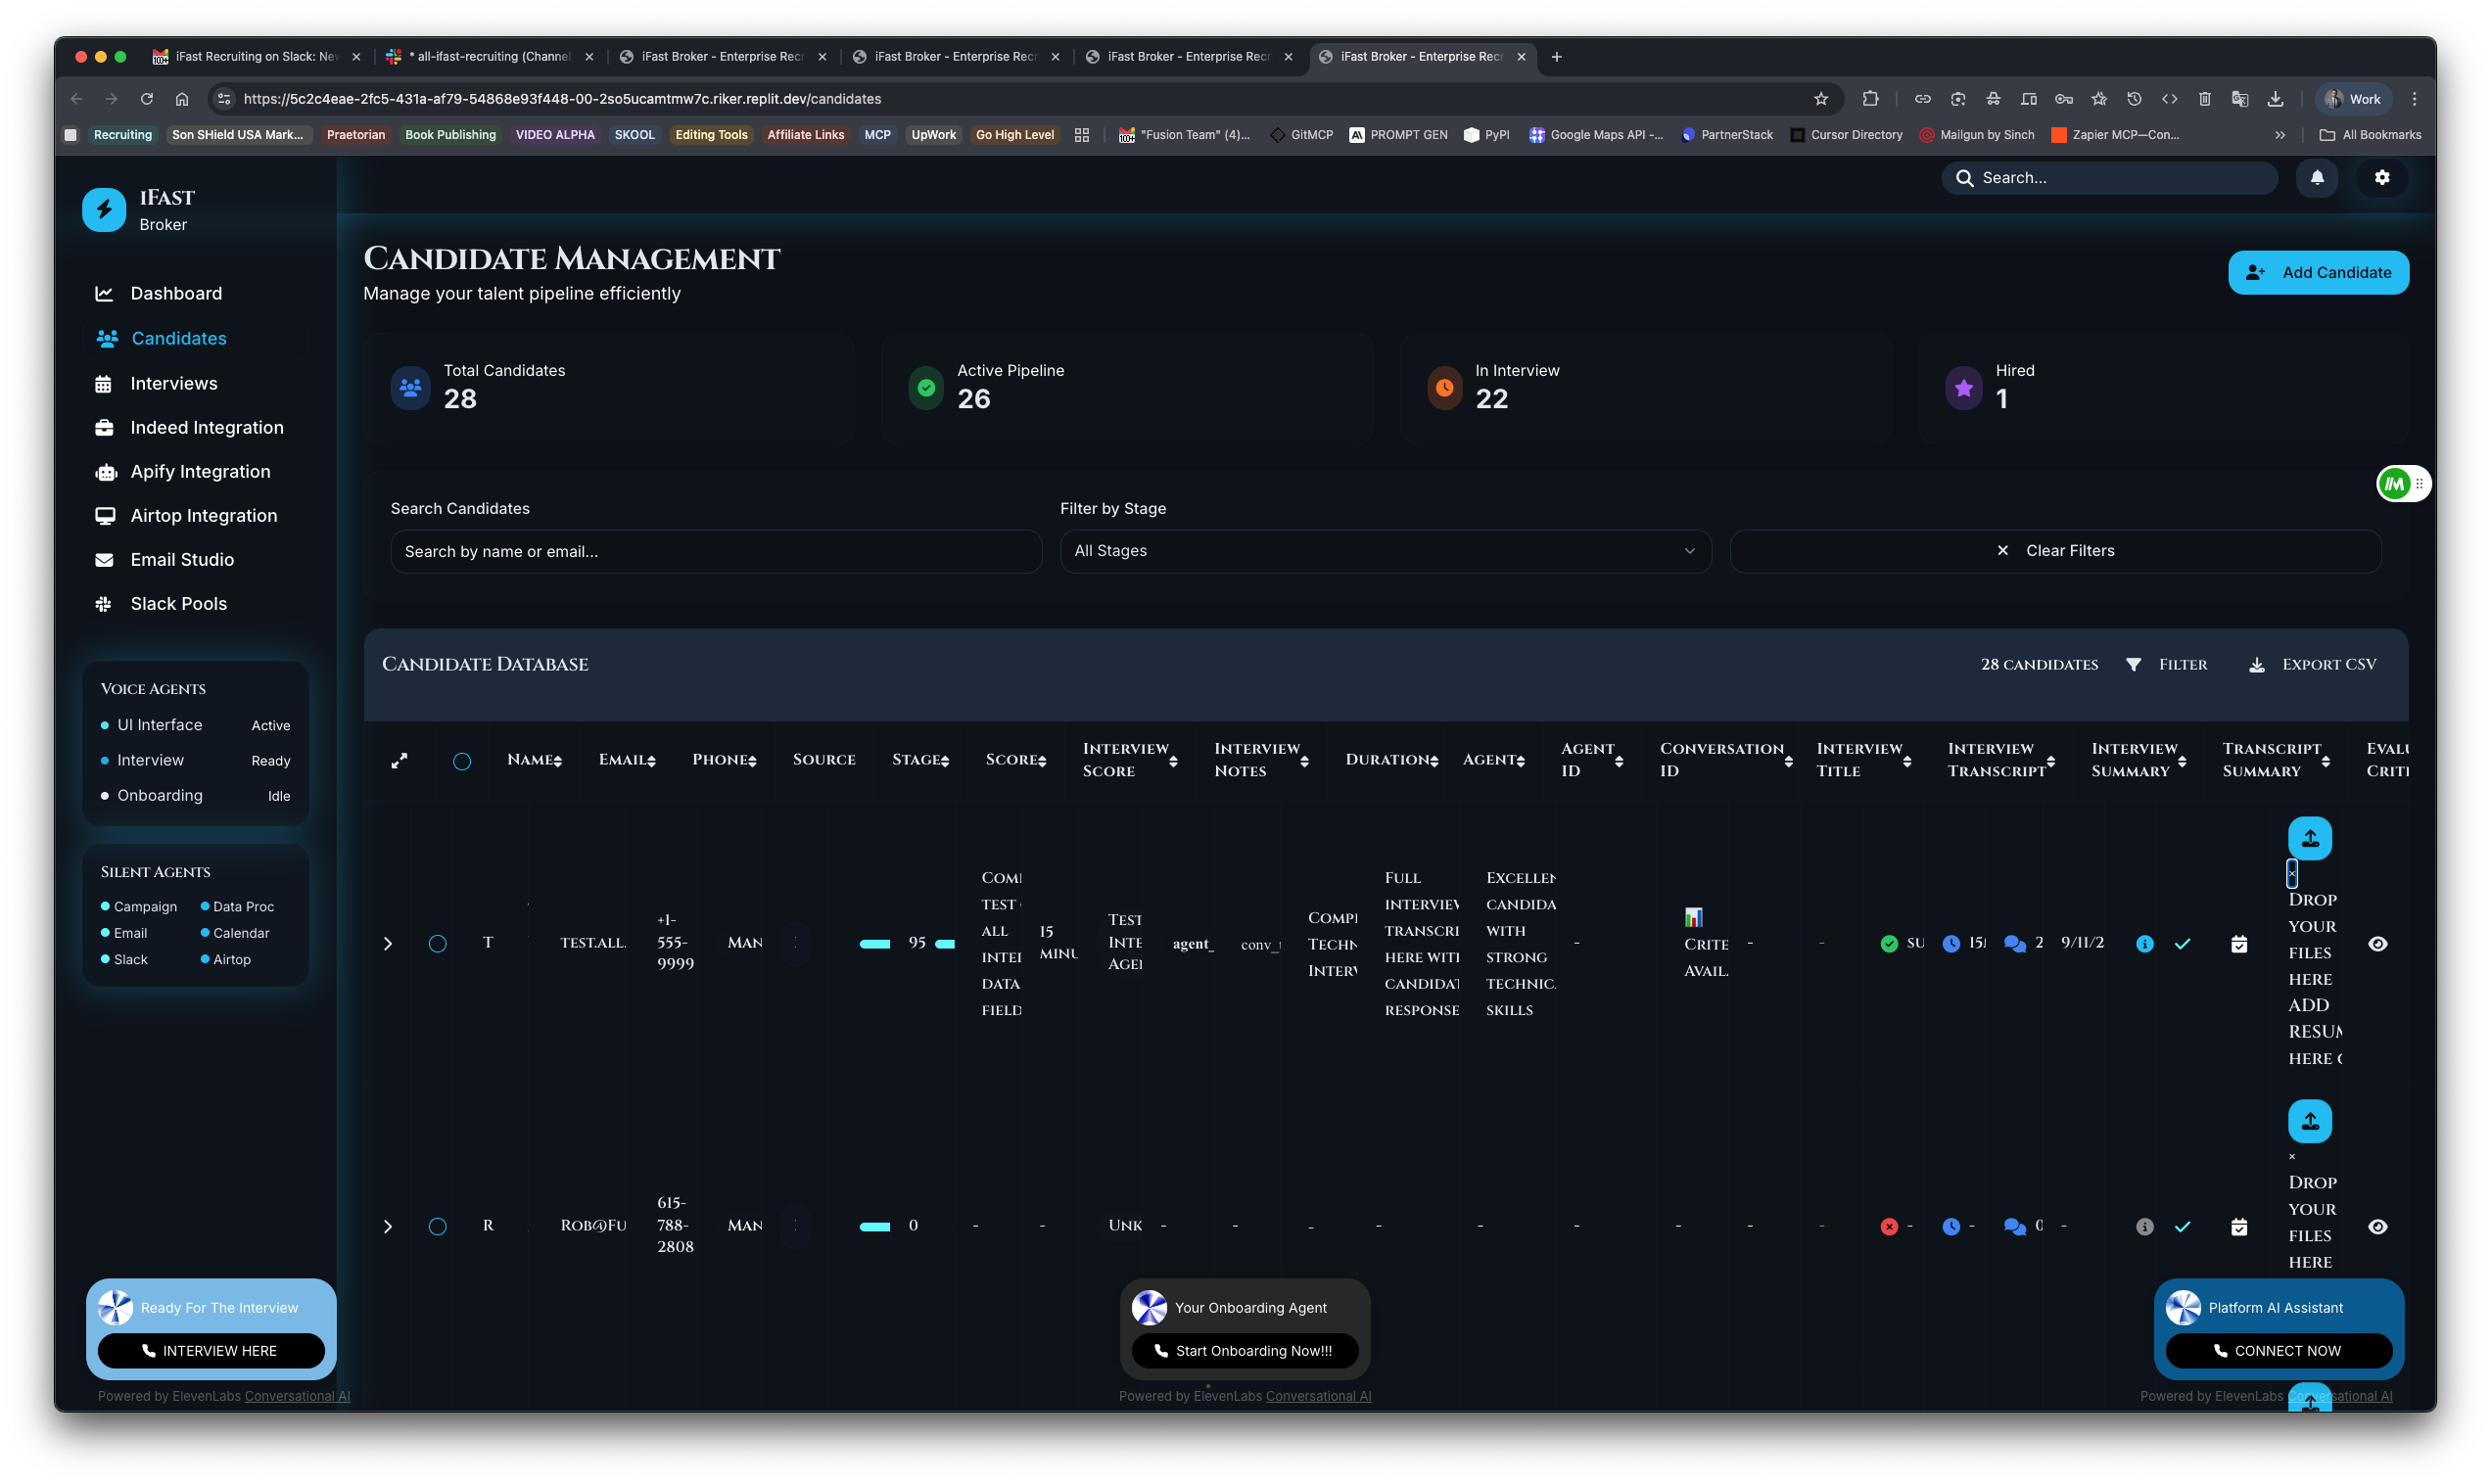 iFast Recruiting on Slack: Ne
* all-ifast-recruiting (Channel
iFast Broker - Enterprise Recr
iFast Broker - Enterprise Recr
iFast Broker - Enterprise Recr
iFast Broker - Enterprise Recr
https://5c2c4eae-2fc5-431a-af79-54868e93f448-00-2so5ucamtmw7c.riker.replit.dev/candidates
Work
Recruiting
Son SHield USA Mark...
Praetorian
Book Publishing
VIDEO ALPHA
SKOOL
Editing Tools
Affiliate Links
MCP
UpWork
Go High Level
"Fusion Team" (4)...
GitMCP
PROMPT GEN
PyPI
Google Maps API -...
PartnerStack
Cursor Directory
Mailgun by Sinch
Zapier MCP—Con...
All Bookmarks
iFast
Broker
Search...
Dashboard
Candidates
Interviews
Indeed Integration
Apify Integration
Airtop Integration
Email Studio
Slack Pools
Voice Agents
UI Interface Active
Interview Ready
Onboarding Idle
Silent Agents
Campaign Data Proc
Email Calendar
Slack Airtop
Candidate Management
Manage your talent pipeline efficiently
Add Candidate
Total Candidates
28
Active Pipeline
26
In Interview
22
Hired
1
Search Candidates
Search by name or email...
Filter by Stage
All Stages
× Clear Filters
Candidate Database
28 candidates
Filter
Export CSV
Name
Email
Phone
Source
Stage
Score
Interview
Score
Interview
Notes
Duration
Agent
Agent
ID
Conversation
ID
Interview
Title
Interview
Transcript
Interview
Summary
Transcript
Summary
Evalu
Criti
T
test.all.
+1-
555-
9999
Man
95
Com
test
all
inte
data
field
15
minu
Test
Inte
Age
agent_
conv_
Comp
Techn
Interv
Full
interview
transcri
here with
candidat
response
Excellen
candida
with
strong
technic
skills
-
Crite
Avail
-
-
Su
15
2
9/11/2
×
Drop
your
files
here
Add
Resum
Here
R
Rob@Fu
615-
788-
2808
Man
0
-
-
Unk
-
-
-
-
-
-
-
-
-
-
-
0
-
×
Drop
your
files
here
Ready For The Interview
INTERVIEW HERE
Powered by ElevenLabs Conversational AI
Your Onboarding Agent
Start Onboarding Now!!!
Powered by ElevenLabs Conversational AI
Platform AI Assistant
CONNECT NOW
Powered by ElevenLabs Conversational AI